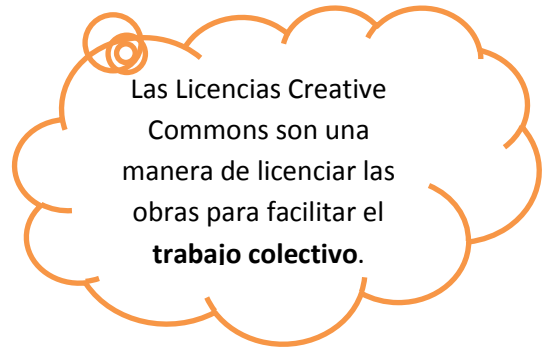 Las Licencias Creative
Commons son una
manera de licenciar las
obras para facilitar el
trabajo colectivo.